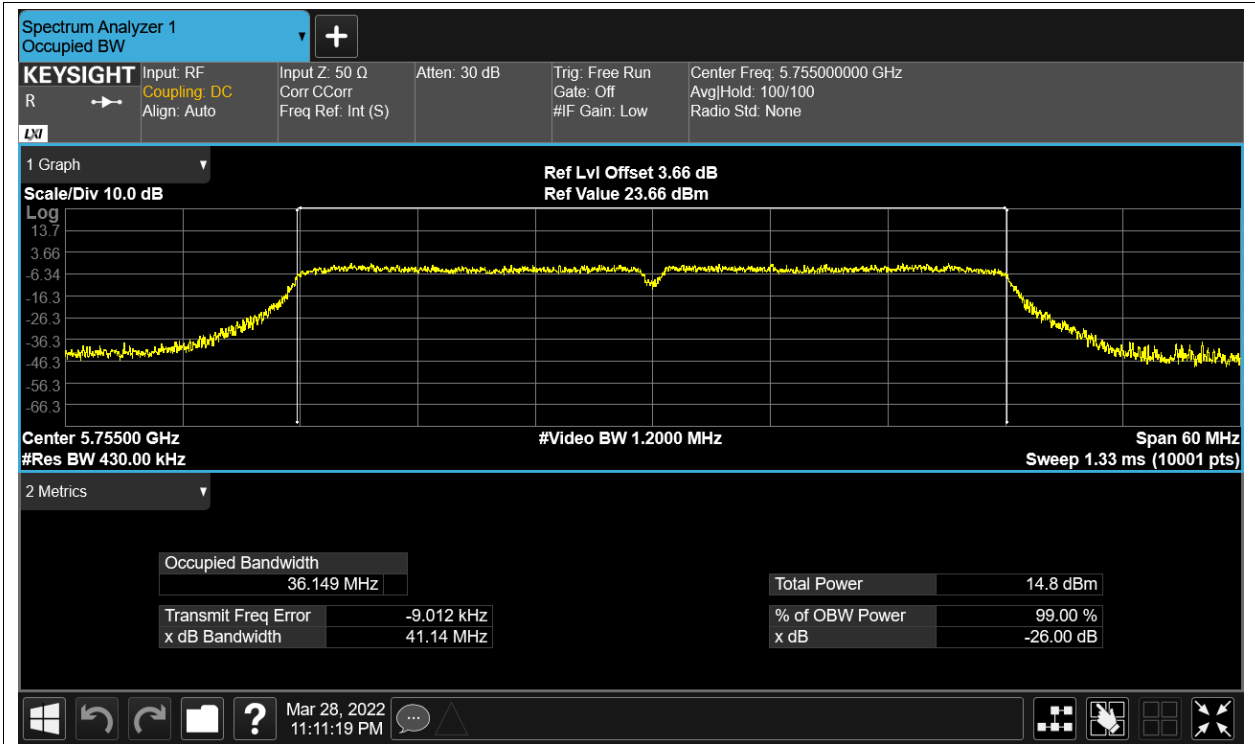 Spectrum Analyzer 1
Occupied BW
KEYSIGHT
R
LXI
Input: RF
Coupling: DC
Align: Auto
Input Z: 50 Ω
Corr CCorr
Freq Ref: Int (S)
Atten: 30 dB
Trig: Free Run
Gate: Off
#IF Gain: Low
Center Freq: 5.755000000 GHz
Avg|Hold: 100/100
Radio Std: None
1 Graph
Scale/Div 10.0 dB
Ref Lvl Offset 3.66 dB
Ref Value 23.66 dBm
Log
13.7
3.66
-6.34
-16.3
-26.3
-36.3
-46.3
-56.3
-66.3
Center 5.75500 GHz
#Video BW 1.2000 MHz
Span 60 MHz
#Res BW 430.00 kHz
Sweep 1.33 ms (10001 pts)
2 Metrics
Occupied Bandwidth
36.149 MHz
Total Power 14.8 dBm
Transmit Freq Error -9.012 kHz
% of OBW Power 99.00 %
x dB Bandwidth 41.14 MHz
x dB -26.00 dB
?
Mar 28, 2022
11:11:19 PM